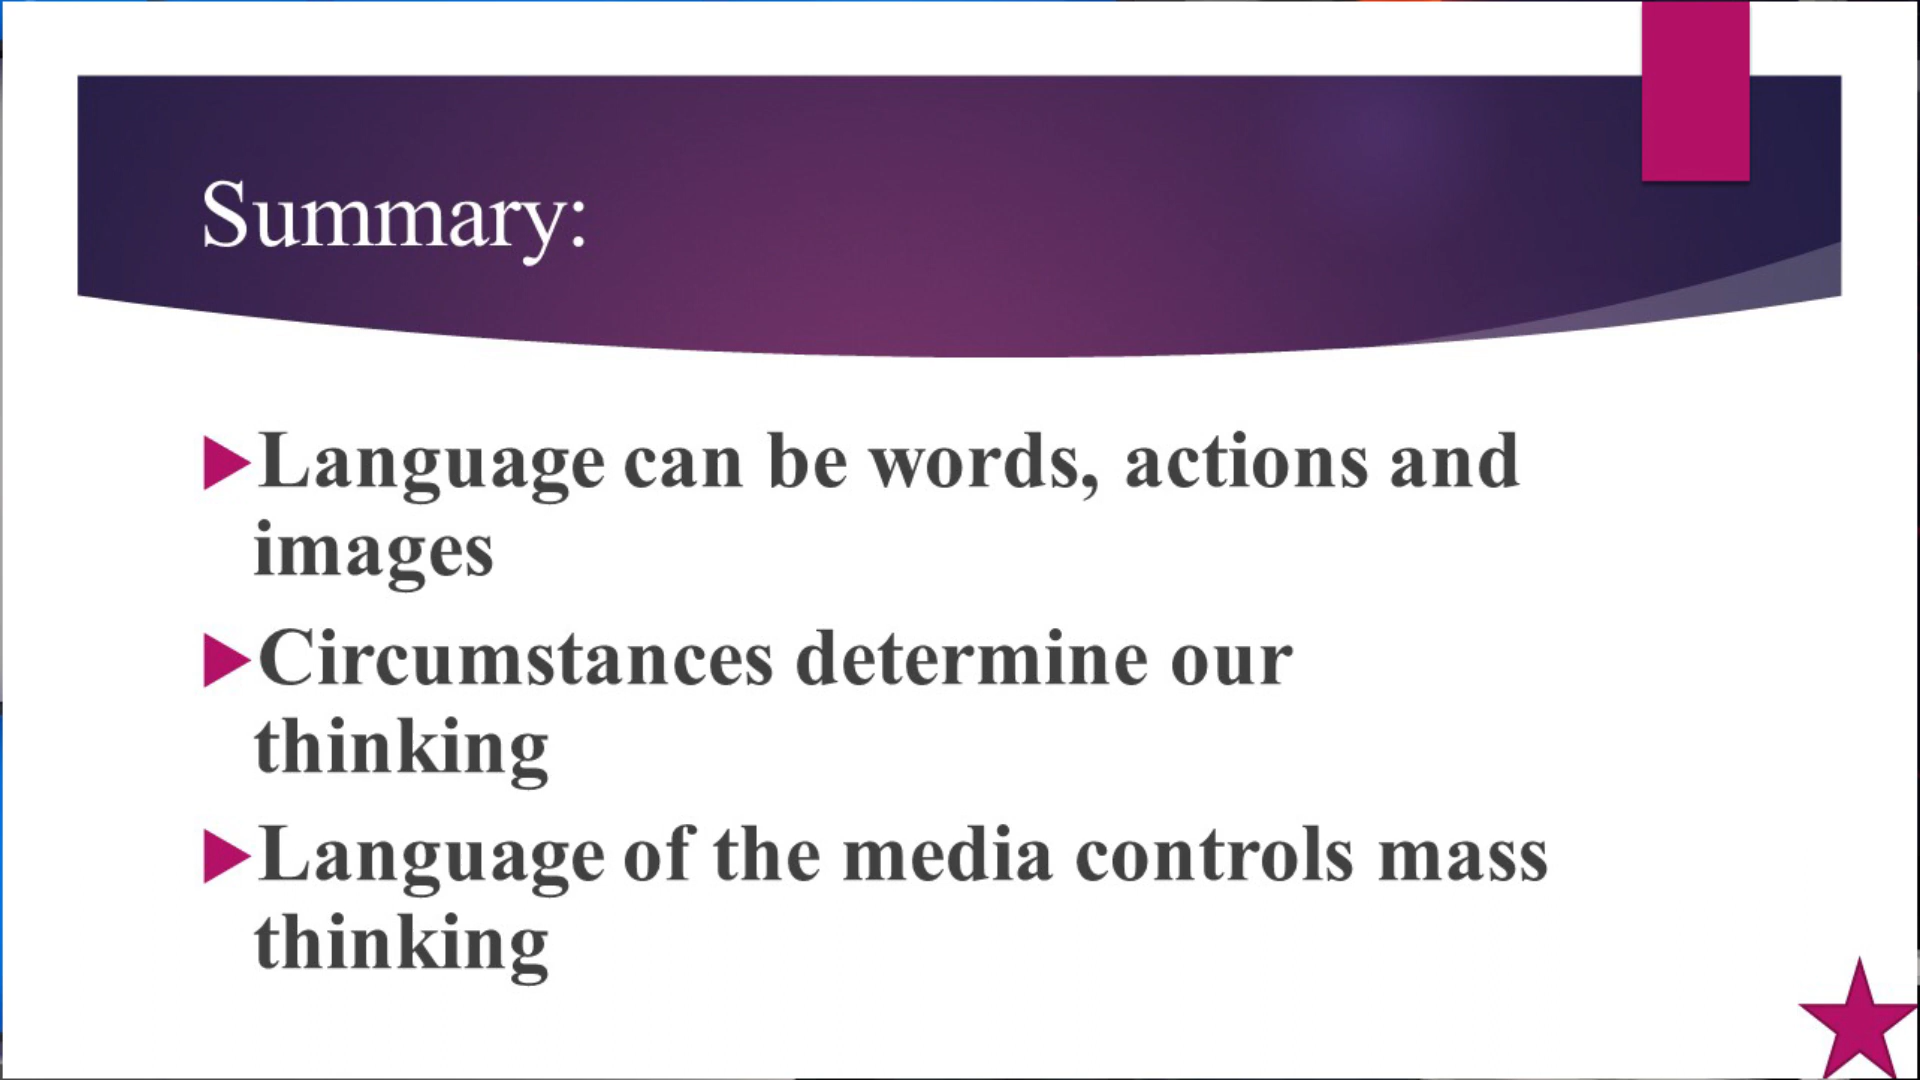 Summary:
Language can be words, actions and
images
Circumstances determine our
thinking
Language of the media controls mass
thinking